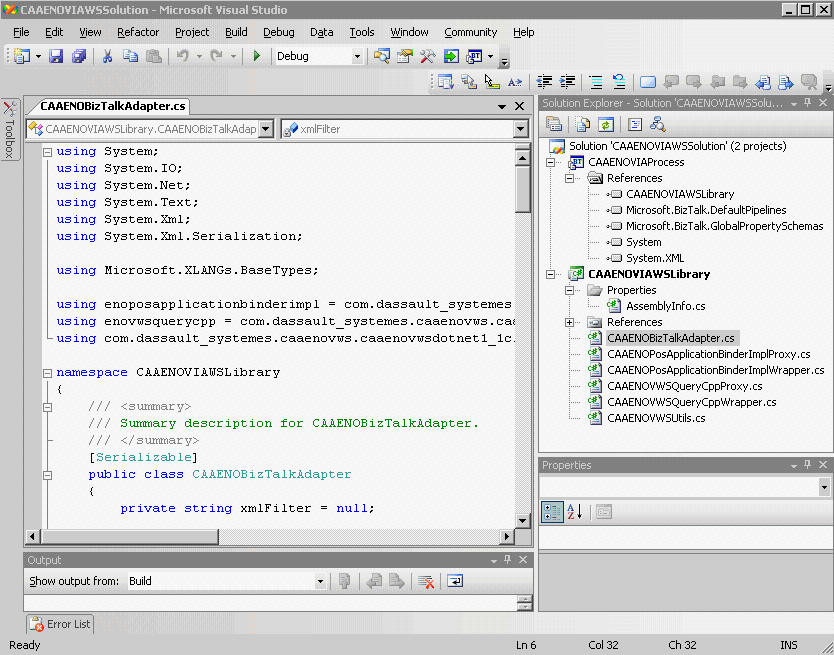 CAAENOVIAWSSolution - Microsoft Visual Studio
File Edit View Refactor Project Build Debug Data Tools Window Community Help
Debug
Toolbox
CAAENOBizTalkAdapter.cs
CAAENOVIAWSLibrary.CAAENOBizTalkAdap
xmlFilter
using System;
using System.IO;
using System.Net;
using System.Text;
using System.Xml;
using System.Xml.Serialization;
using Microsoft.XLANGs.BaseTypes;
using enoposapplicationbinderimpl = com.dassault_systemes
using enovwsquerycpp = com.dassault_systemes.caaenovws.caa
using com.dassault_systemes.caaenovws.caaenovwsdotnet1_1c
namespace CAAENOVIAWSLibrary
{
/// <summary>
/// Summary description for CAAENOBizTalkAdapter.
/// </summary>
[Serializable]
public class CAAENOBizTalkAdapter
{
private string xmlFilter = null;
Output
Show output from: Build
Error List
Solution Explorer - Solution 'CAAENOVIAWSSolu...
Solution 'CAAENOVIAWSSolution' (2 projects)
CAAENOVIAProcess
References
CAAENOVIAWSLibrary
Microsoft.BizTalk.DefaultPipelines
Microsoft.BizTalk.GlobalPropertySchemas
System
System.XML
CAAENOVIAWSLibrary
Properties
AssemblyInfo.cs
References
CAAENOBizTalkAdapter.cs
CAAENOPosApplicationBinderImplProxy.cs
CAAENOPosApplicationBinderImplWrapper.cs
CAAENOVWSQueryCppProxy.cs
CAAENOVWSQueryCppWrapper.cs
CAAENOVWSUtils.cs
Properties
Ready Ln 6 Col 32 Ch 32 INS